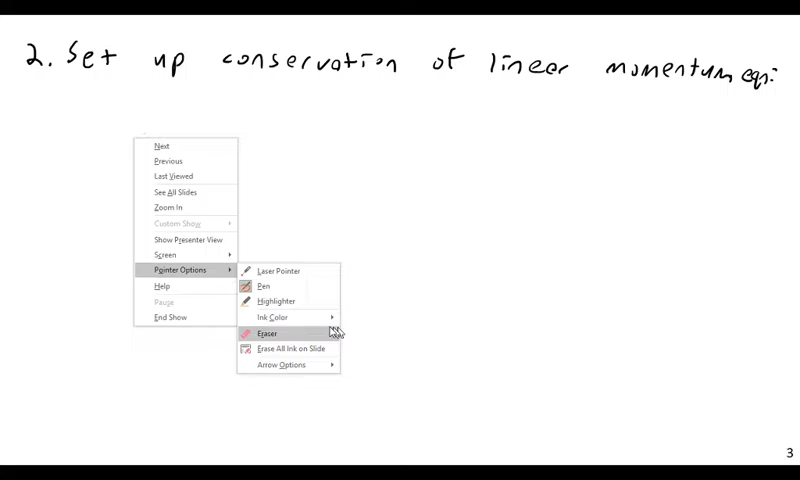 2. Set up conservation of linear momentum eqn:
Next
Previous
Last Viewed
See All Slides
Zoom In
Custom Show
Show Presenter View
Screen
Pointer Options
Help
Pause
End Show
Laser Pointer
Pen
Highlighter
Ink Color
Eraser
Erase All Ink on Slide
Arrow Options
3